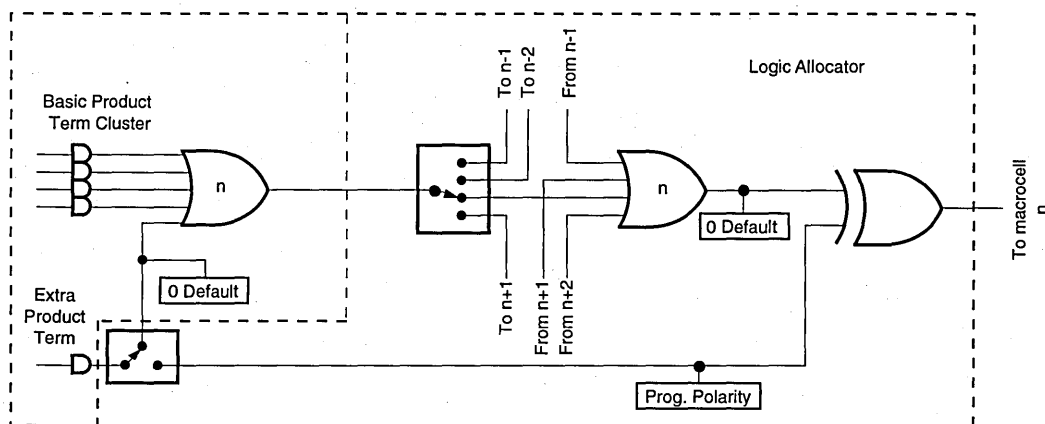 Basic Product
Term Cluster
n
0 Default
Extra
Product
Term
To n-1
To n-2
From n-1
Logic Allocator
n
0 Default
To n+1
From n+1
From n+2
Prog. Polarity
To macrocell
n